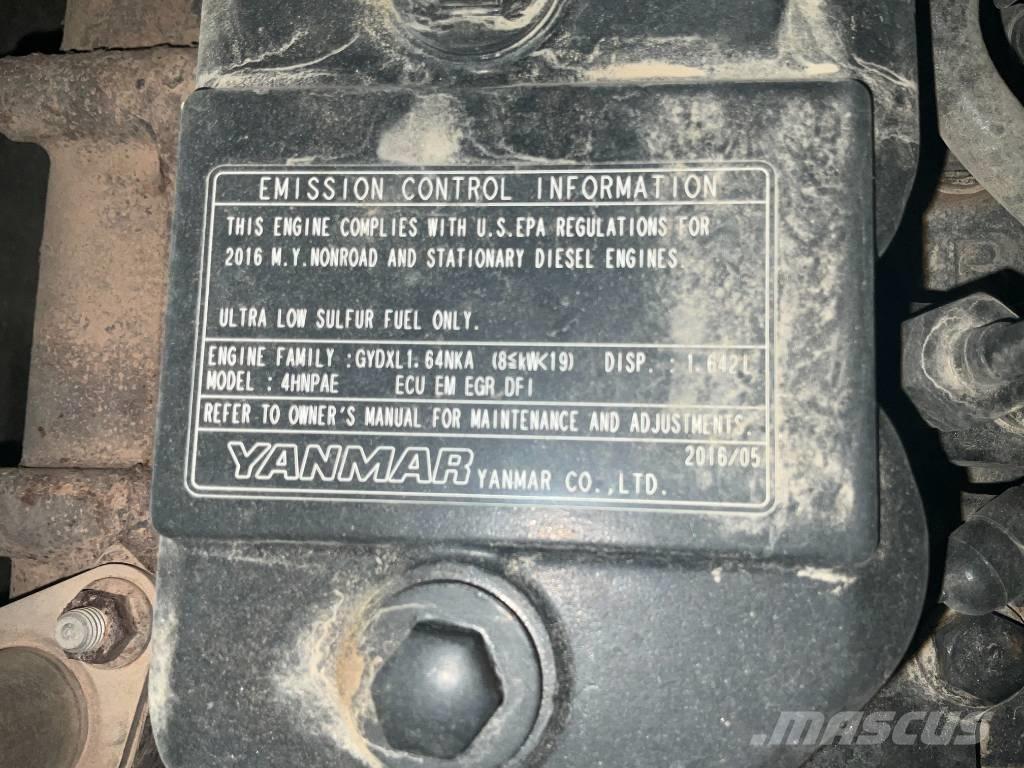 EMISSION CONTROL INFORMATION
THIS ENGINE COMPLIES WITH U.S.EPA REGULATIONS FOR
2016 M.Y.NONROAD AND STATIONARY DIESEL ENGINES.
ULTRA LOW SULFUR FUEL ONLY.
ENGINE FAMILY :GYDXL1.64NKA (8≤kW<19) DISP. : 1.642L
MODEL : 4HNPAE ECU EM EGR DFI
REFER TO OWNER'S MANUAL FOR MAINTENANCE AND ADJUSTMENTS.
2016/05
YANMAR YANMAR CO.,LTD.
MASCUS